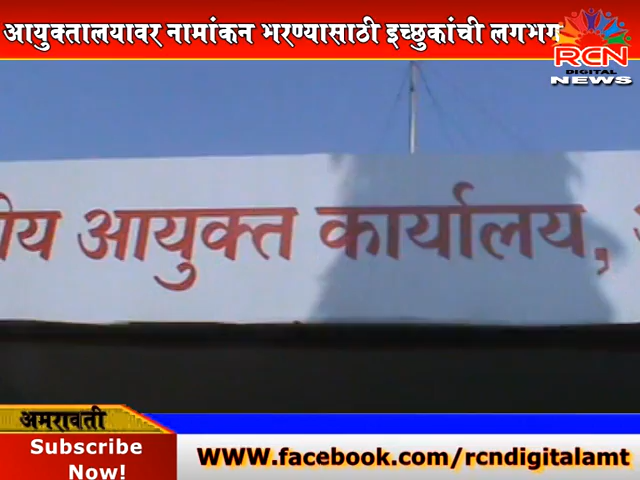 आयुक्तालयावर नामांकन भरण्यासाठी इच्छुकांची लगभग
RCN
DIGITAL
NEWS
ीय आयुक्त कार्यालय,
अमरावती
Subscribe
Now!
WWW.facebook.com/rcndigitalamt